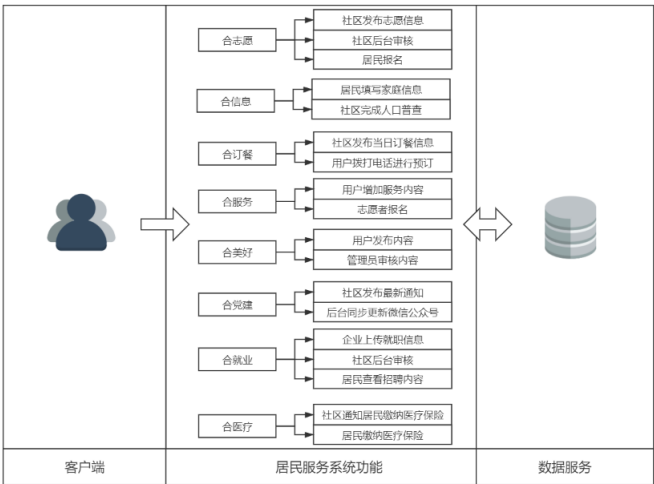 合志愿
社区发布志愿信息
社区后台审核
居民报名
合信息
居民填写家庭信息
社区完成人口普查
合订餐
社区发布当日订餐信息
用户拨打电话进行预订
合服务
用户增加服务内容
志愿者报名
合美好
用户发布内容
管理员审核内容
合党建
社区发布最新通知
后台同步更新微信公众号
合就业
企业上传就职信息
社区后台审核
居民查看招聘内容
合医疗
社区通知居民缴纳医疗保险
居民缴纳医疗保险
客户端
居民服务系统功能
数据服务